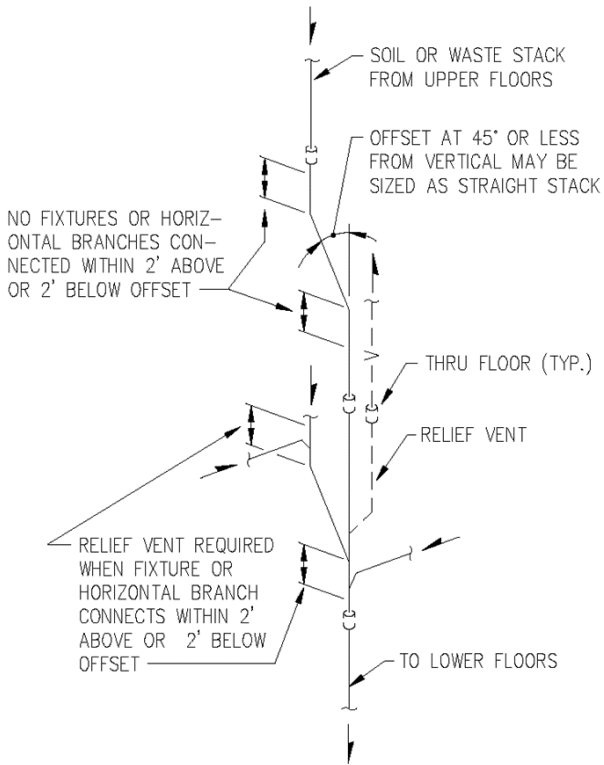 SOIL OR WASTE STACK
FROM UPPER FLOORS
OFFSET AT 45° OR LESS
FROM VERTICAL MAY BE
SIZED AS STRAIGHT STACK
NO FIXTURES OR HORIZ–
ONTAL BRANCHES CON–
NECTED WITHIN 2' ABOVE
OR 2' BELOW OFFSET
THRU FLOOR (TYP.)
RELIEF VENT
RELIEF VENT REQUIRED
WHEN FIXTURE OR
HORIZONTAL BRANCH
CONNECTS WITHIN 2'
ABOVE OR 2' BELOW
OFFSET
TO LOWER FLOORS